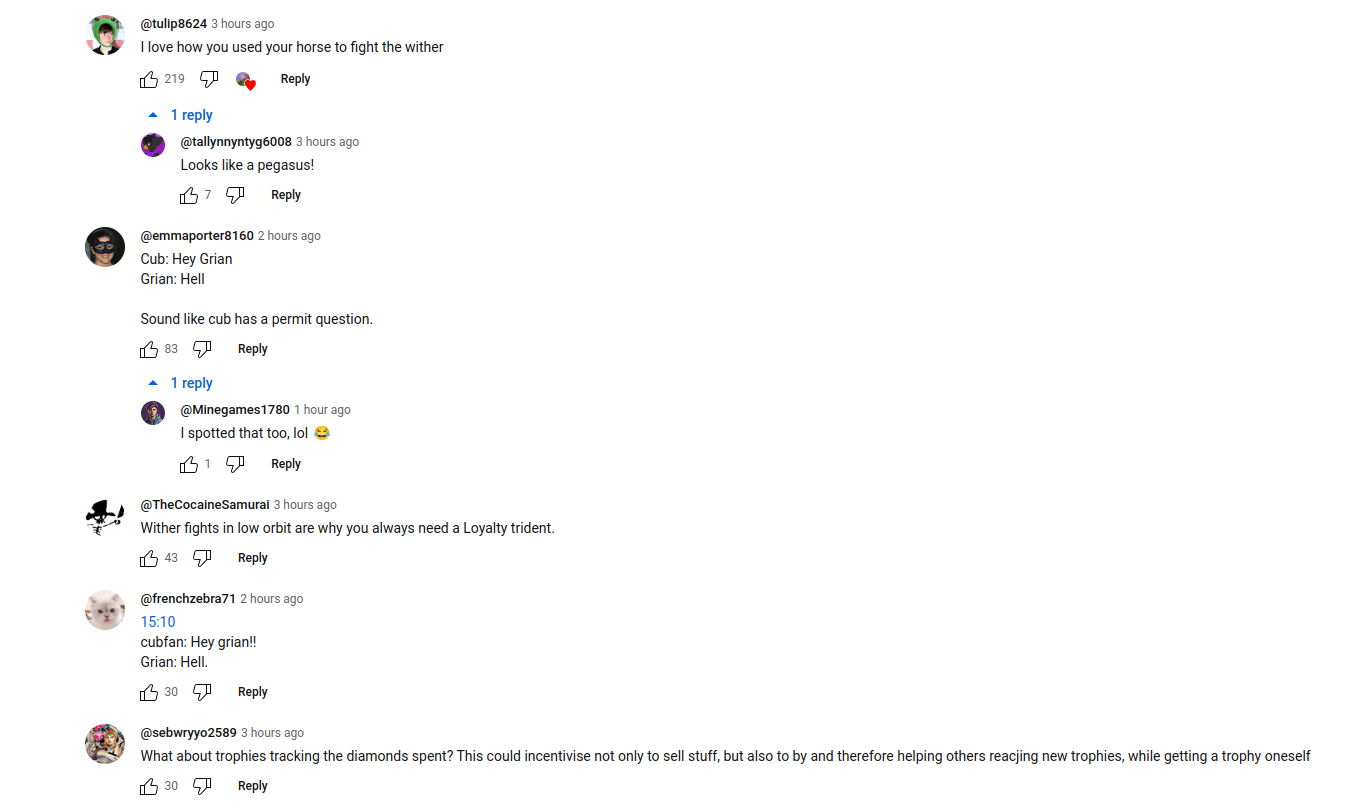 @tulip8624 3 hours ago
I love how you used your horse to fight the wither
219 Reply
1 reply
@tallynnyntyg6008 3 hours ago
Looks like a pegasus!
7 Reply
@emmaporter8160 2 hours ago
Cub: Hey Grian
Grian: Hell
Sound like cub has a permit question.
83 Reply
1 reply
@Minegames1780 1 hour ago
I spotted that too, lol 😂
1 Reply
@TheCocaineSamurai 3 hours ago
Wither fights in low orbit are why you always need a Loyalty trident.
43 Reply
@frenchzebra71 2 hours ago
15:10
cubfan: Hey grian!!
Grian: Hell.
30 Reply
@sebwryyo2589 3 hours ago
What about trophies tracking the diamonds spent? This could incentivise not only to sell stuff, but also to by and therefore helping others reacjing new trophies, while getting a trophy oneself
30 Reply